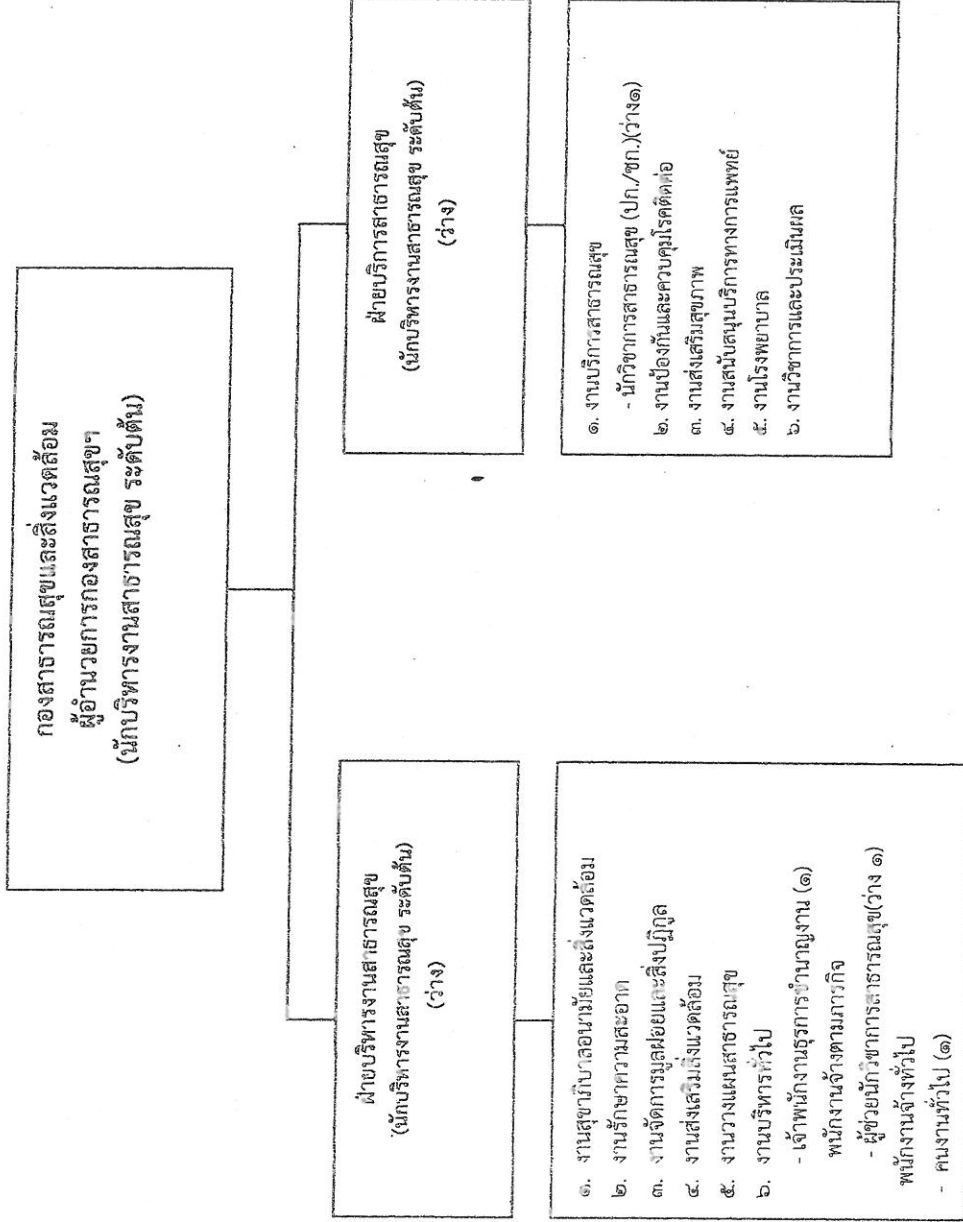 กองสาธารณสุขและสิ่งแวดล้อม
ผู้อำนวยการกองสาธารณสุขฯ
(นักบริหารงานสาธารณสุข ระดับต้น)
ฝ่ายบริหารงานสาธารณสุข
(นักบริหารงานสาธารณสุข ระดับต้น)
(ว่าง)
๑. งานสุขาภิบาลอนามัยและสิ่งแวดล้อม
๒. งานรักษาความสะอาด
๓. งานจัดการมูลฝอยและสิ่งปฏิกูล
๔. งานส่งเสริมสิ่งแวดล้อม
๕. งานวางแผนสาธารณสุข
๖. งานบริหารทั่วไป
- เจ้าพนักงานธุรการชำนาญงาน (๑)
พนักงานจ้างตามภารกิจ
- ผู้ช่วยนักวิชาการสาธารณสุข(ว่าง ๑)
พนักงานจ้างทั่วไป
- คนงานทั่วไป (๑)
ฝ่ายบริการสาธารณสุข
(นักบริหารงานสาธารณสุข ระดับต้น)
(ว่าง)
๑. งานบริการสาธารณสุข
- นักวิชาการสาธารณสุข (ปก./ชก.)(ว่าง๑)
๒. งานป้องกันและควบคุมโรคติดต่อ
๓. งานส่งเสริมสุขภาพ
๔. งานสนับสนุนบริการทางการแพทย์
๕. งานโรงพยาบาล
๖. งานวิชาการและประเมินผล